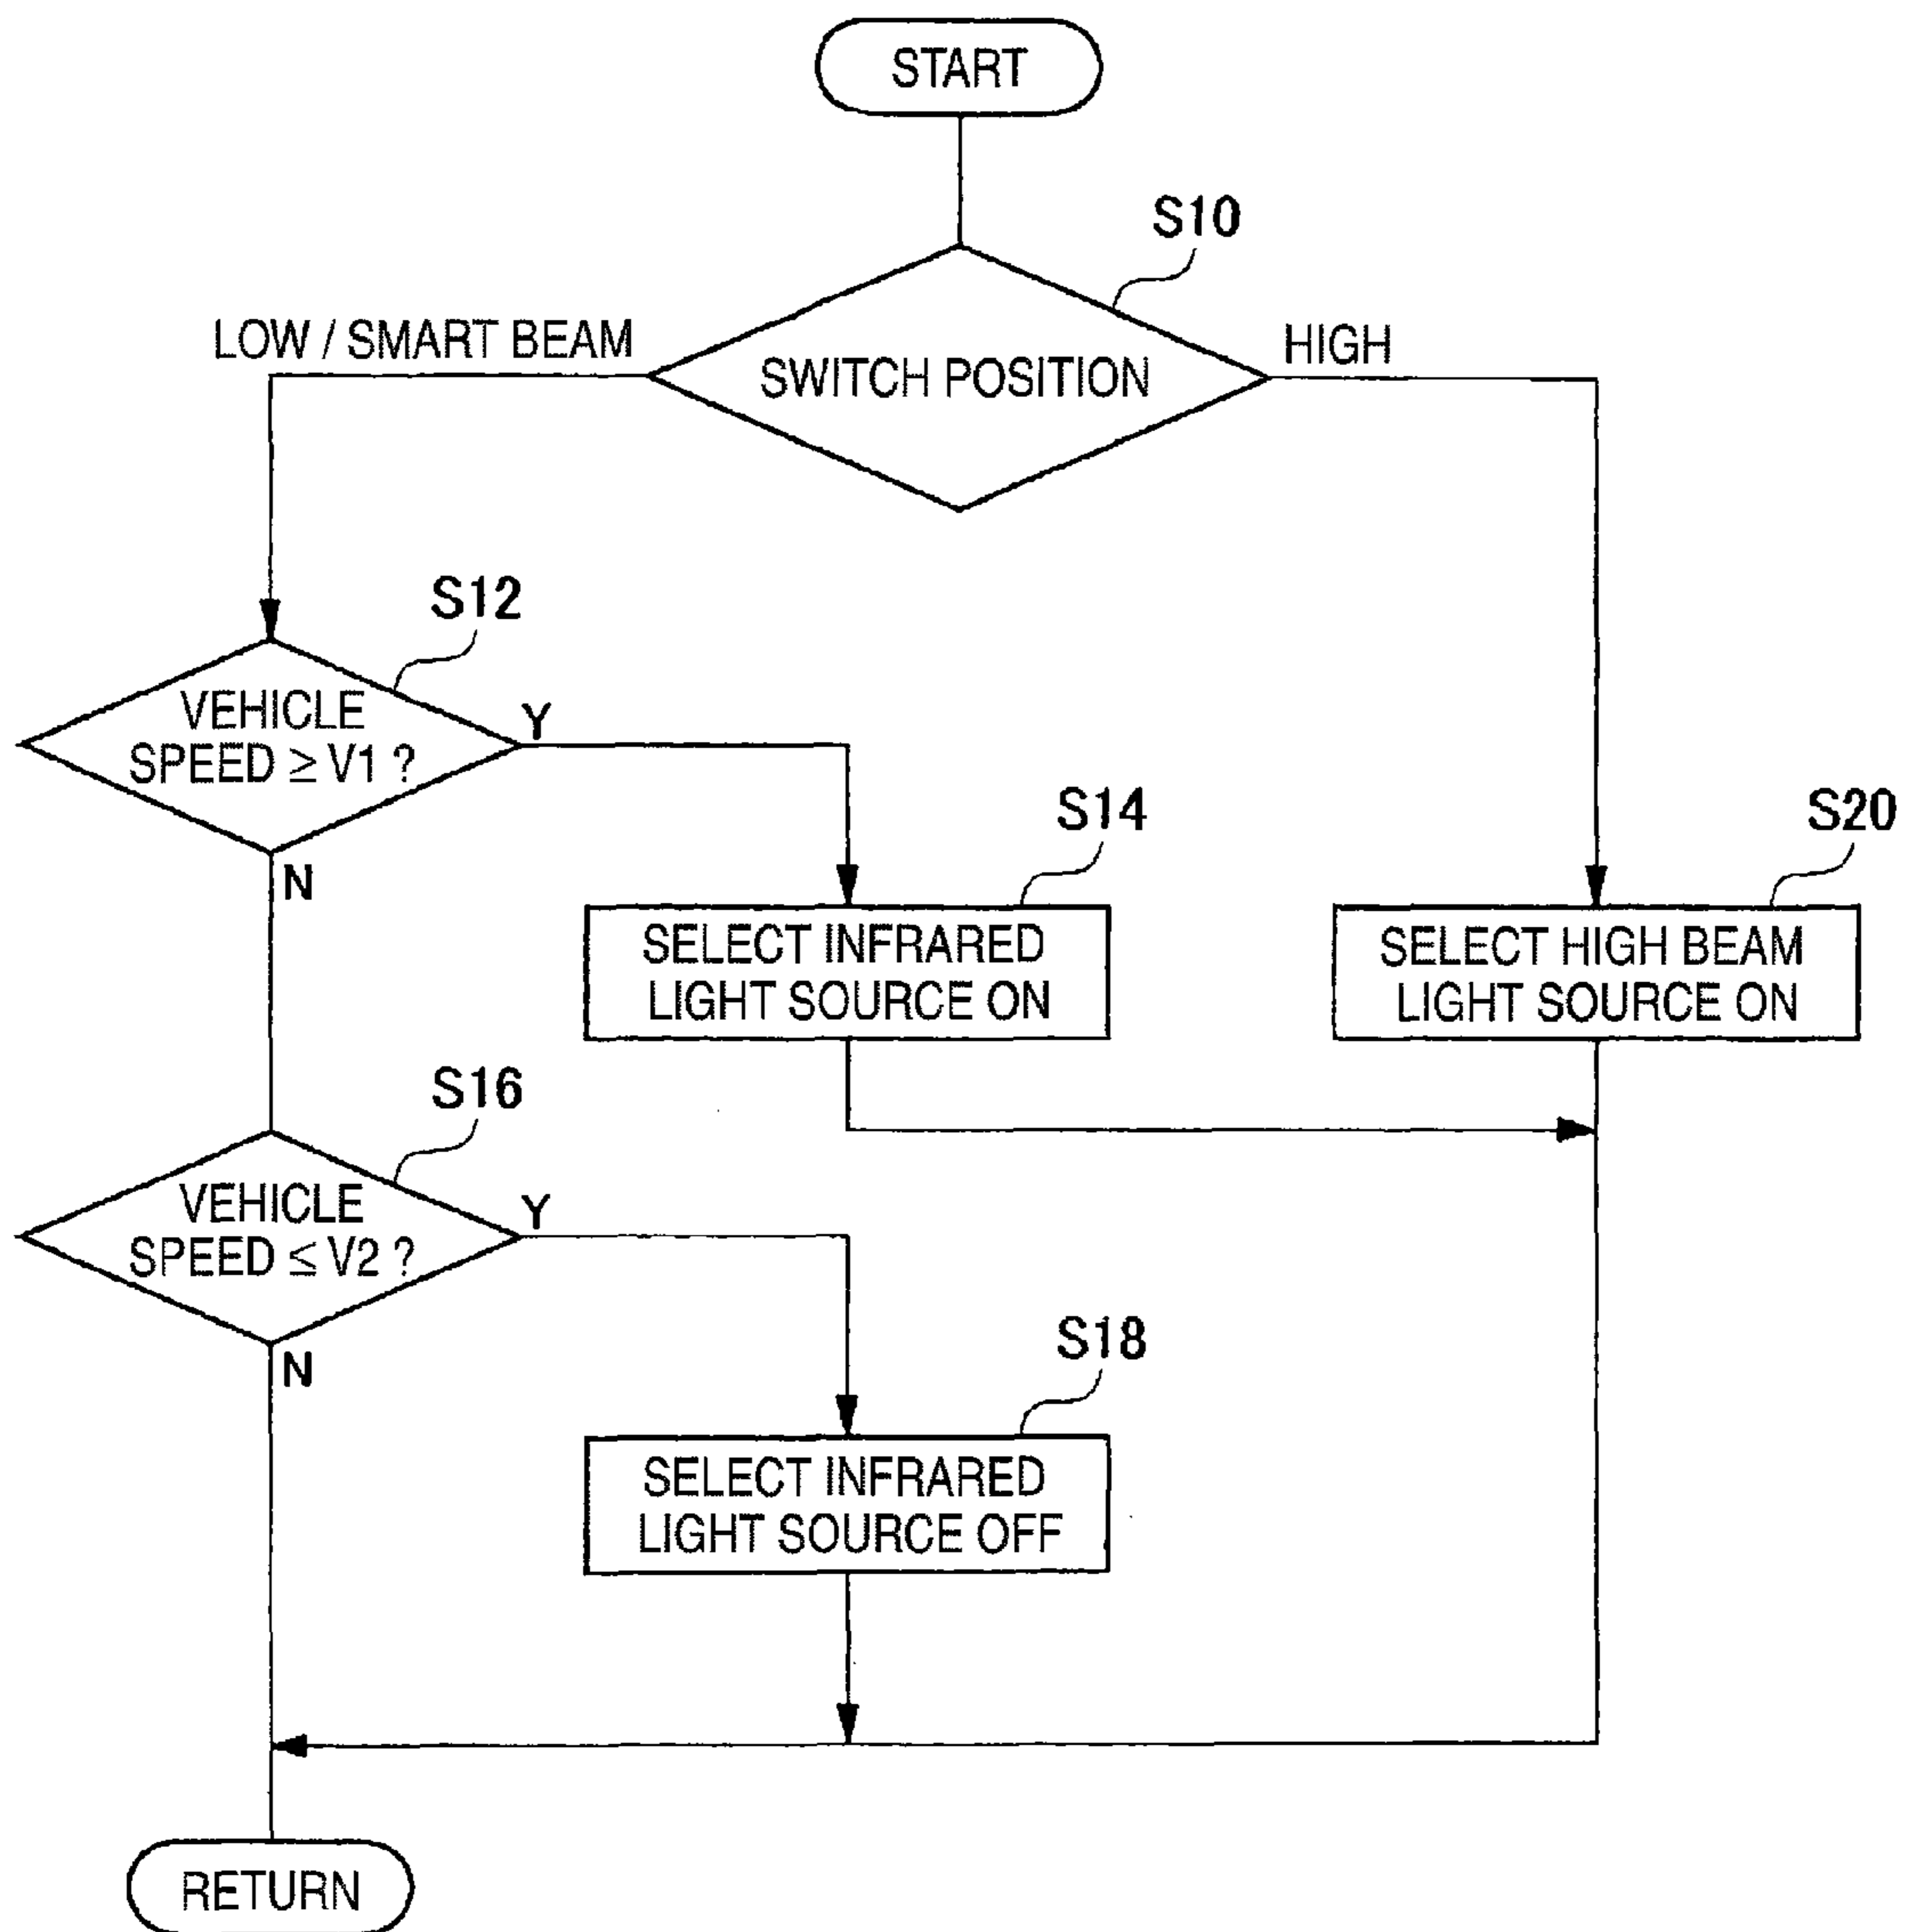 START
S10
LOW / SMART BEAM
HIGH
SWITCH POSITION
S12
VEHICLE
SPEED ≥ V1 ?
Y
N
S14
SELECT INFRARED
LIGHT SOURCE ON
S20
SELECT HIGH BEAM
LIGHT SOURCE ON
S16
VEHICLE
SPEED ≤ V2 ?
Y
N
S18
SELECT INFRARED
LIGHT SOURCE OFF
RETURN